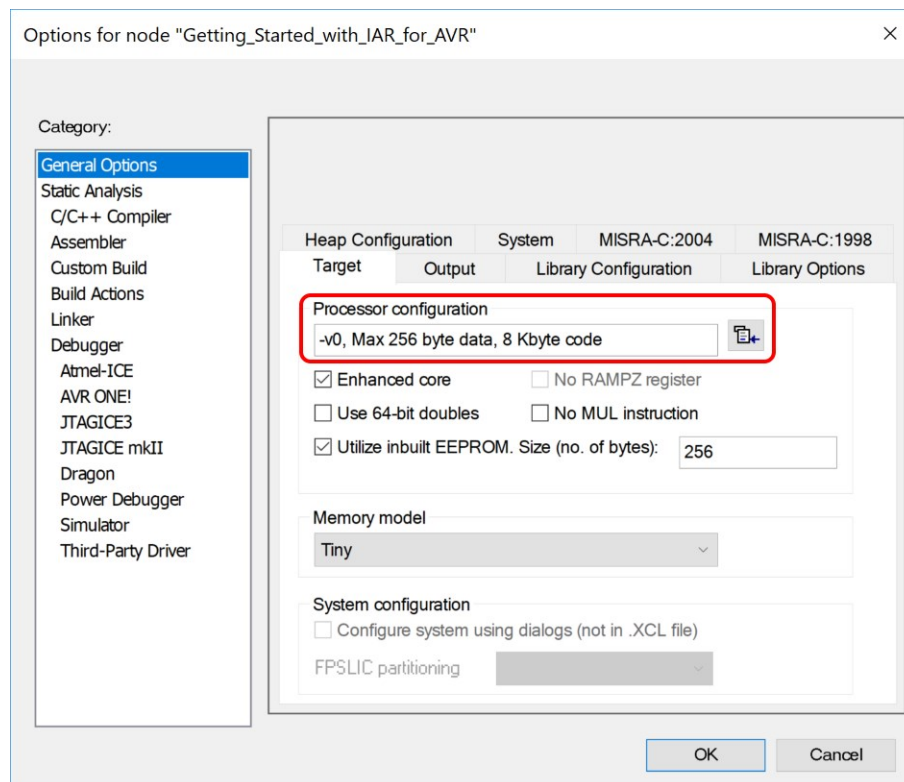 Options for node "Getting_Started_with_IAR_for_AVR"
Category:
General Options
Static Analysis
C/C++ Compiler
Assembler
Custom Build
Build Actions
Linker
Debugger
Atmel-ICE
AVR ONE!
JTAGICE3
JTAGICE mkII
Dragon
Power Debugger
Simulator
Third-Party Driver
Heap Configuration System MISRA-C:2004 MISRA-C:1998
Target Output Library Configuration Library Options
Processor configuration
-v0, Max 256 byte data, 8 Kbyte code
Enhanced core No RAMPZ register
Use 64-bit doubles No MUL instruction
Utilize inbuilt EEPROM. Size (no. of bytes): 256
Memory model
Tiny
System configuration
Configure system using dialogs (not in .XCL file)
FPSLIC partitioning
OK Cancel